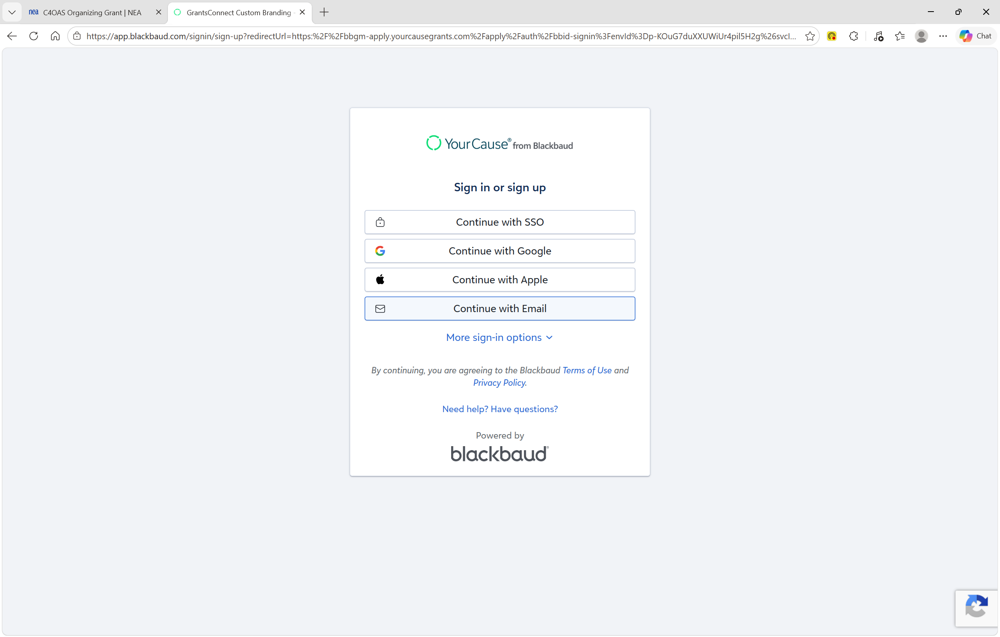 nea C4OAS Organizing Grant | NEA
GrantsConnect Custom Branding -
https://app.blackbaud.com/signin/sign-up?redirectUrl=https:%2F%2Fbbgm-apply.yourcausegrants.com%2Fapply%2Fauth%2Fbbid-signin%3FenvId%3Dp-KOuG7duXXUWiUr4pil5H2g%26svcI...
Chat
YourCause® from Blackbaud
Sign in or sign up
Continue with SSO
Continue with Google
Continue with Apple
Continue with Email
More sign-in options
By continuing, you are agreeing to the Blackbaud Terms of Use and
Privacy Policy.
Need help? Have questions?
Powered by
blackbaud®